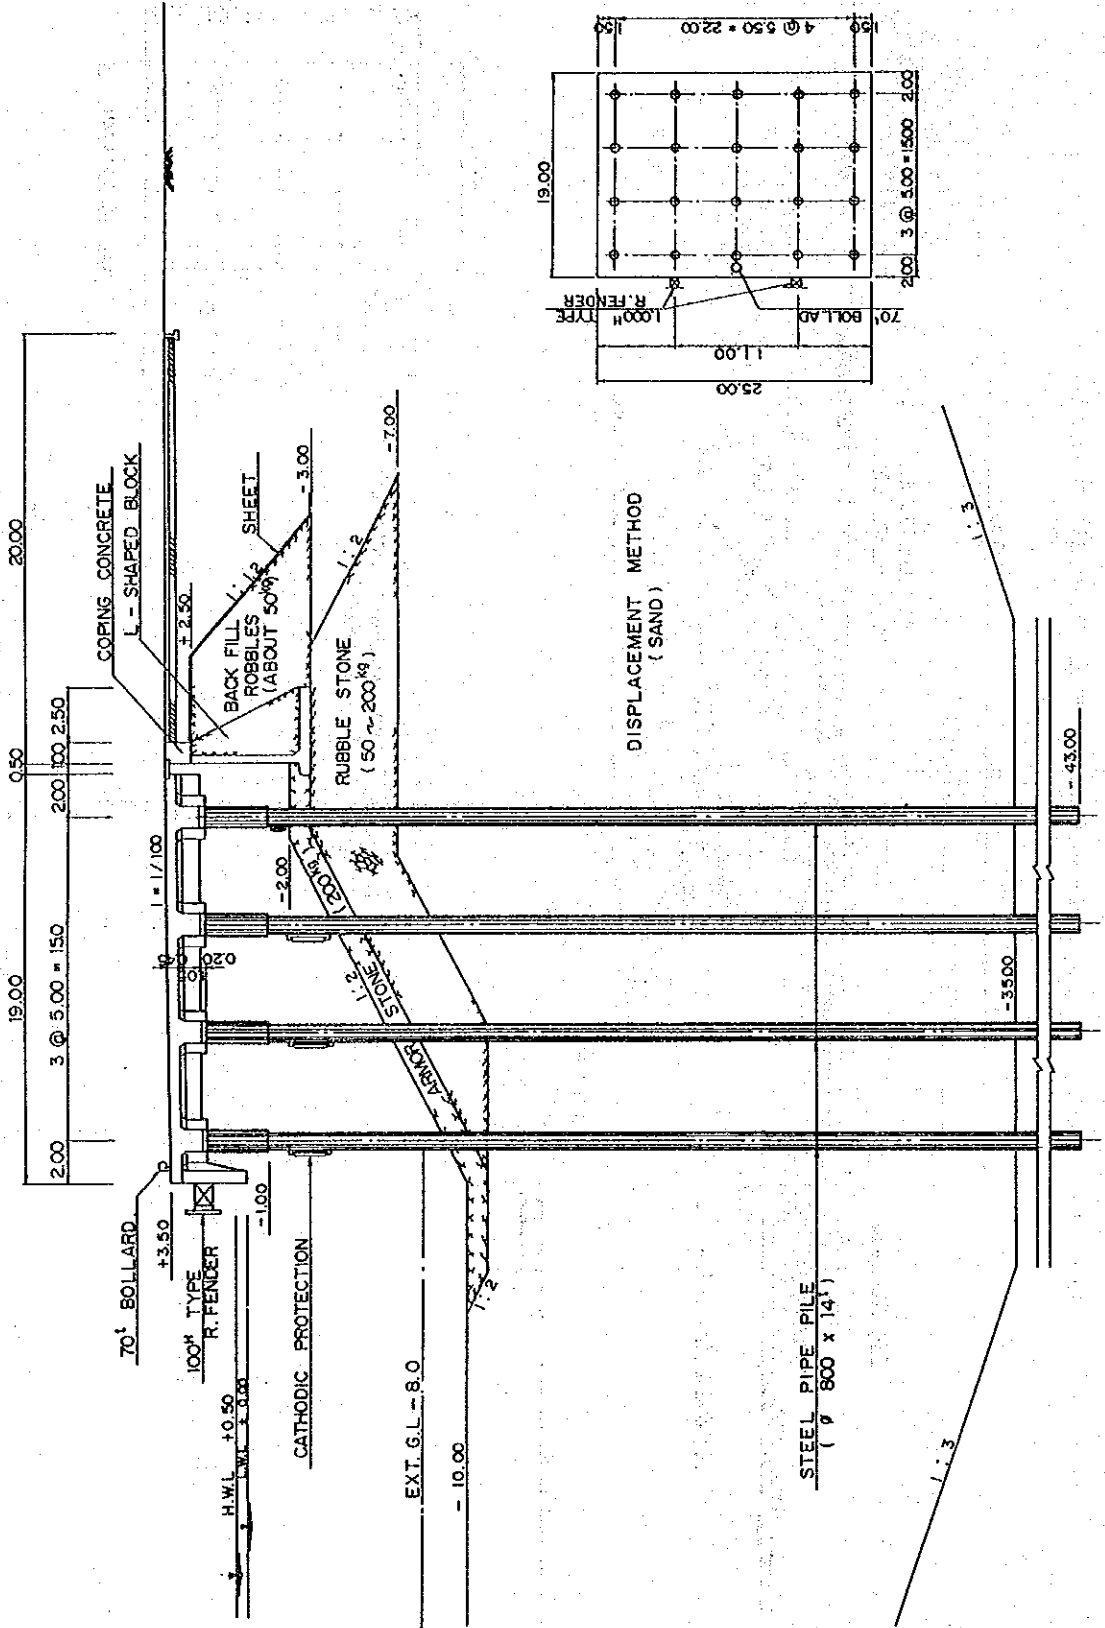 19.00
20.00
2.00
3 @ 5.00 = 15.0
2.00
1.00
2.50
0.50
COPING CONCRETE
L - SHAPED BLOCK
70ᵗ BOLLARD
+3.50
100ᴴ TYPE
R. FENDER
-1.00
H.W.L +0.50
L.W.L ± 0.00
CATHODIC PROTECTION
EXT. G.L -8.0
-10.00
1:2
1:2
ARMOR STONE
(200kg L
-2.00
0.20
i = 1/100
+2.50
BACK FILL
ROBBLES
(ABOUT 50kg)
1:1.2
SHEET
-3.00
RUBBLE STONE
(50 ~ 200kg)
1:2
-7.00
DISPLACEMENT METHOD
(SAND)
1:3
-35.00
-43.00
STEEL PIPE PILE
(φ 800 x 14ᵗ)
1:3
19.00
1.50
4 @ 5.50 = 22.00
1.50
2.00
3 @ 5.00 = 15.00
2.00
1,000ᴴ TYPE
R. FENDER
70ᵗ BOLLAD
11.00
25.00